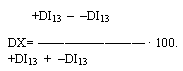 +DI13 – –DI13
DX= ———————— · 100.
+DI13 + –DI13